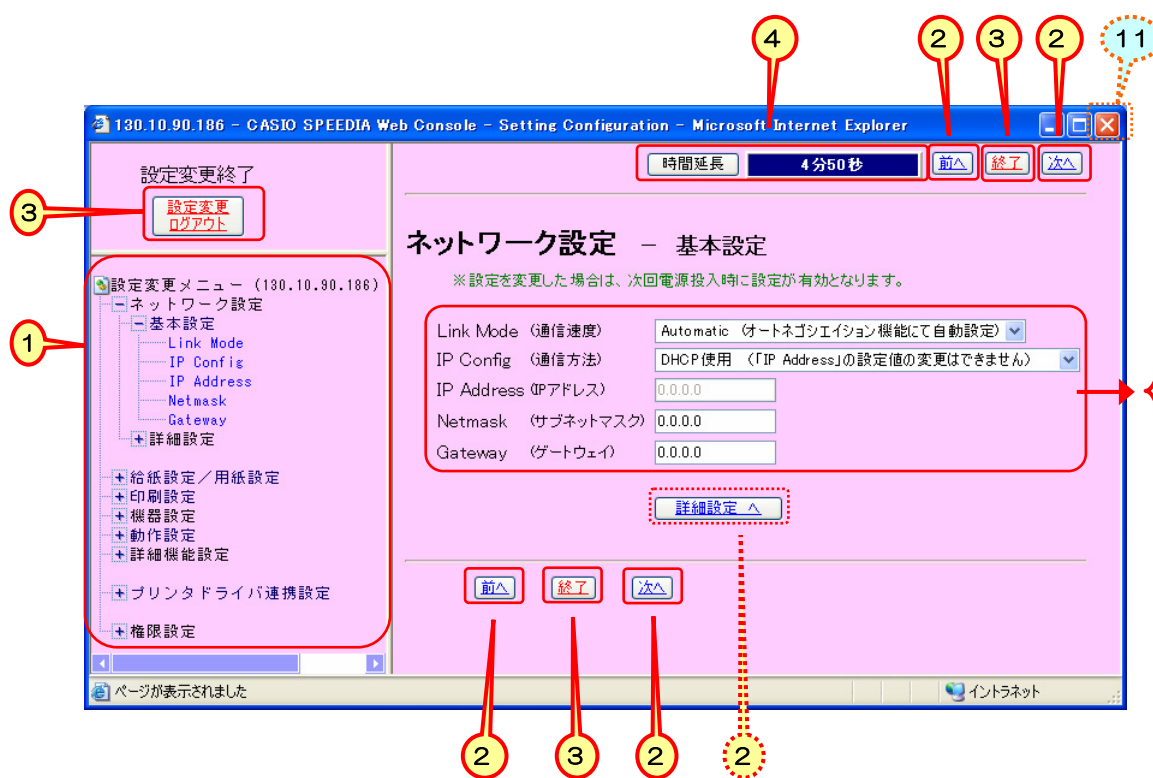 4
2
3
2
11
130.10.90.186 - CASIO SPEEDIA Web Console - Setting Configuration - Microsoft Internet Explorer
設定変更終了
3
設定変更
ログアウト
時間延長 4分50秒 前へ 終了 次へ
ネットワーク設定 － 基本設定
※設定を変更した場合は、次回電源投入時に設定が有効となります。
1
設定変更メニュー (130.10.90.186)
ネットワーク設定
基本設定
Link Mode
IP Config
IP Address
Netmask
Gateway
詳細設定
給紙設定／用紙設定
印刷設定
機器設定
動作設定
詳細機能設定
プリンタドライバ連携設定
権限設定
Link Mode (通信速度) Automatic (オートネゴシエイション機能にて自動設定)
IP Config (通信方法) DHCP使用 (「IP Address」の設定値の変更はできません)
IP Address (IPアドレス) 0.0.0.0
Netmask (サブネットマスク) 0.0.0.0
Gateway (ゲートウェイ) 0.0.0.0
詳細設定 へ
前へ 終了 次へ
ページが表示されました
イントラネット
2
3
2
2